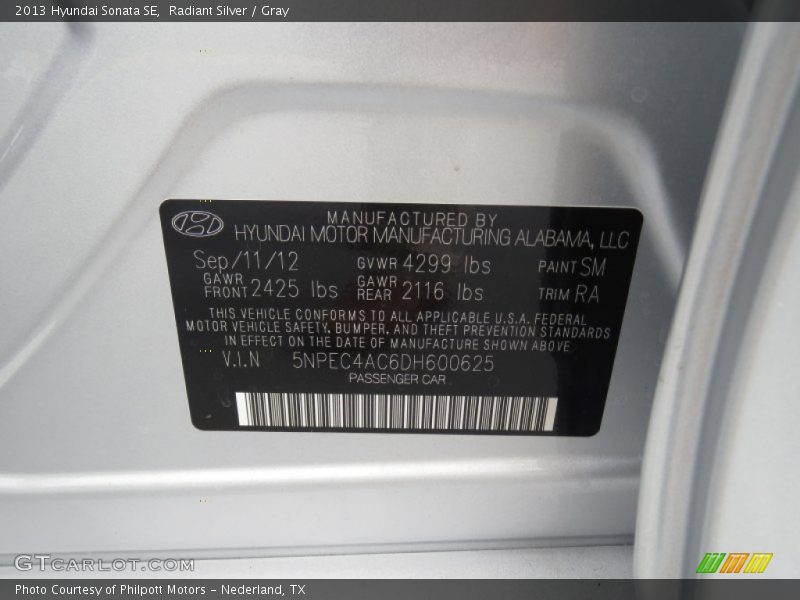 2013 Hyundai Sonata SE,  Radiant Silver / Gray
MANUFACTURED BY
HYUNDAI MOTOR MANUFACTURING ALABAMA, LLC
Sep/11/12 GVWR 4299 lbs PAINT SM
GAWR FRONT 2425 lbs GAWR REAR 2116 lbs TRIM RA
THIS VEHICLE CONFORMS TO ALL APPLICABLE U.S.A. FEDERAL
MOTOR VEHICLE SAFETY, BUMPER, AND THEFT PREVENTION STANDARDS
IN EFFECT ON THE DATE OF MANUFACTURE SHOWN ABOVE
V.I.N 5NPEC4AC6DH600625
PASSENGER CAR
GTCARLOT.COM
Photo Courtesy of Philpott Motors - Nederland, TX